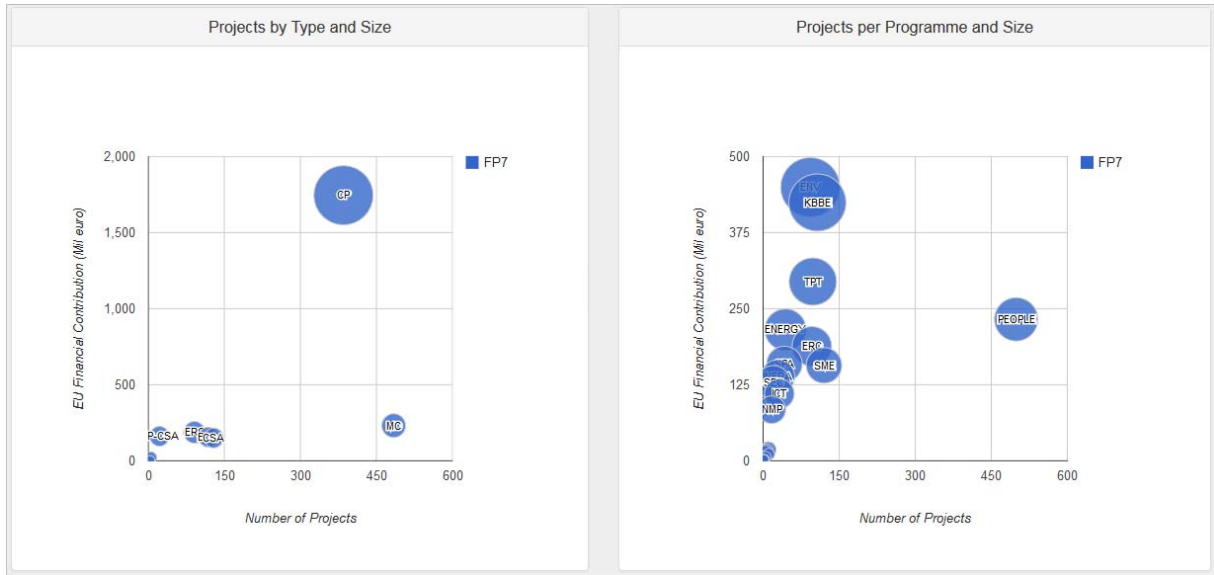 Projects by Type and Size
2,000
1,500
1,000
500
0
0 150 300 450 600
EU Financial Contribution (Mil euro)
Number of Projects
FP7
CP
MC
P-CSA
CSA
Projects per Programme and Size
500
375
250
125
0
0 150 300 450 600
EU Financial Contribution (Mil euro)
Number of Projects
FP7
ENV
KBBE
TPT
PEOPLE
ENERGY
ERC
SME
NMP